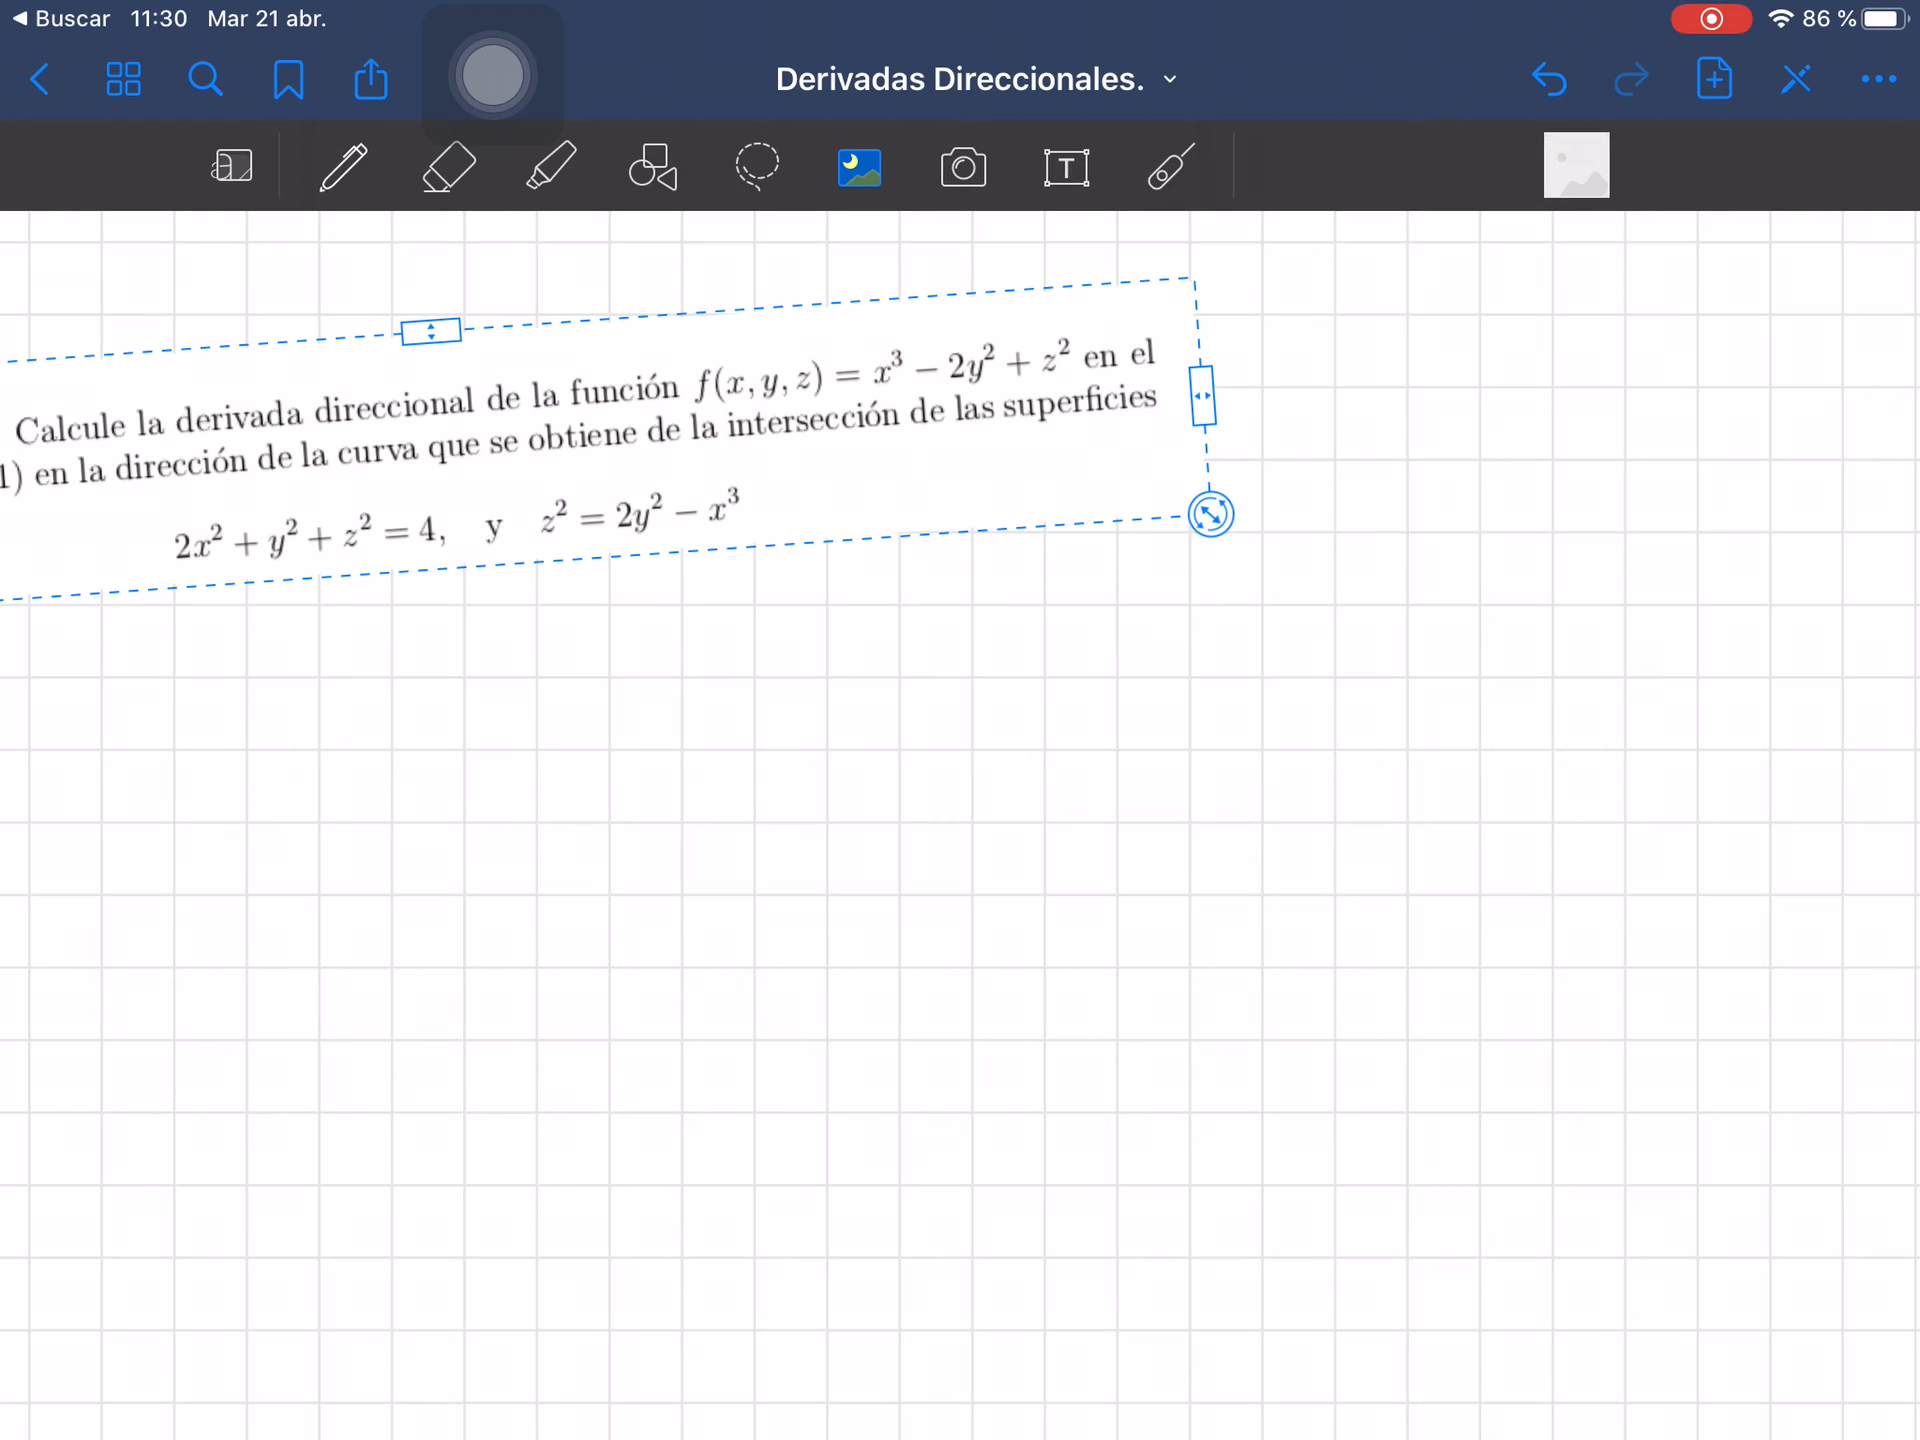 ◀ Buscar 11:30 Mar 21 abr. 86 %
Derivadas Direccionales.
T
Calcule la derivada direccional de la función f(x, y, z) = x³ − 2y² + z² en el
1) en la dirección de la curva que se obtiene de la intersección de las superficies
2x² + y² + z² = 4, y z² = 2y² − x³